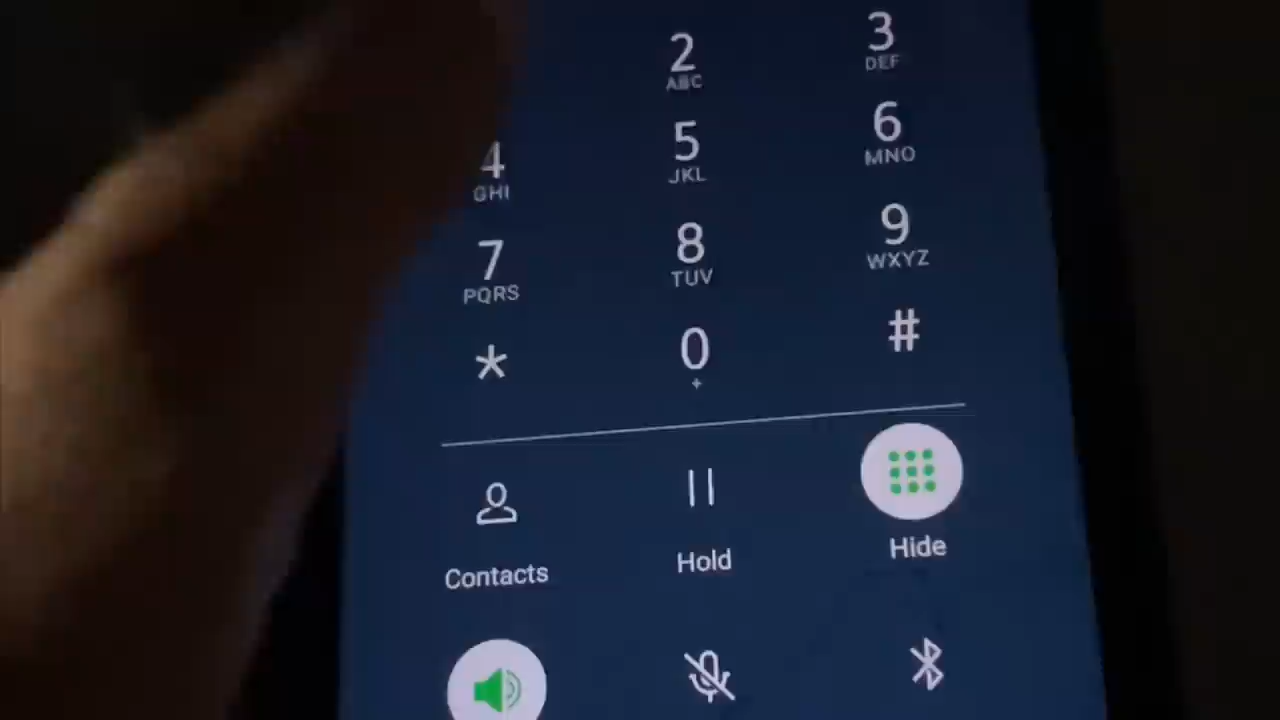 2 3
ABC DEF
4 5 6
GHI JKL MNO
7 8 9
PQRS TUV WXYZ
* 0 #
+
Contacts Hold Hide